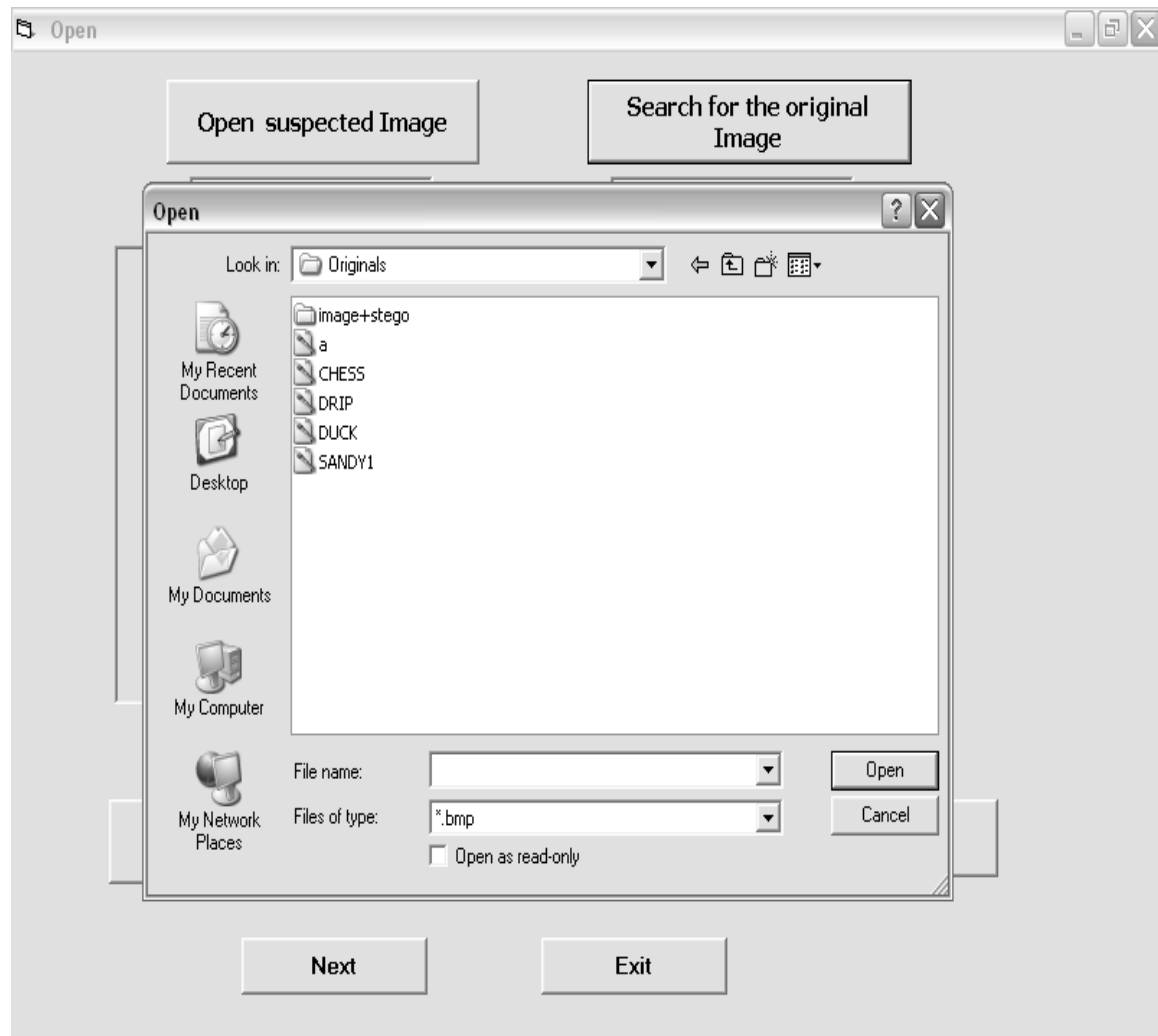 Open
Open suspected Image
Search for the original
Image
Open
Look in:
Originals
My Recent
Documents
Desktop
My Documents
My Computer
My Network
Places
image+stego
a
CHESS
DRIP
DUCK
SANDY1
File name:
Open
Files of type:
*.bmp
Cancel
Open as read-only
Next
Exit